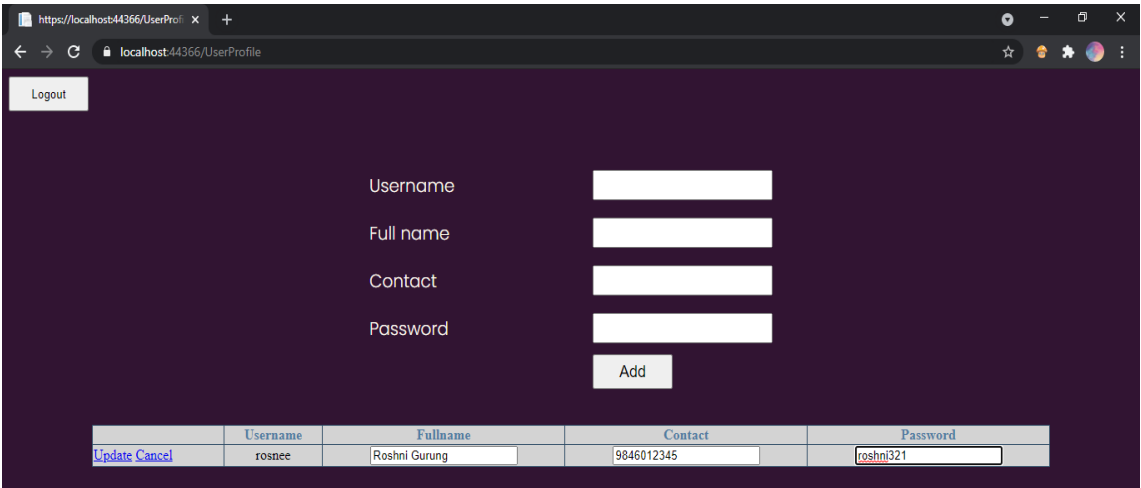 https://localhost:44366/UserProfi
localhost:44366/UserProfile
Logout
Username
Full name
Contact
Password
Add
Username Fullname Contact Password
Update Cancel rosnee Roshni Gurung 9846012345 roshni321